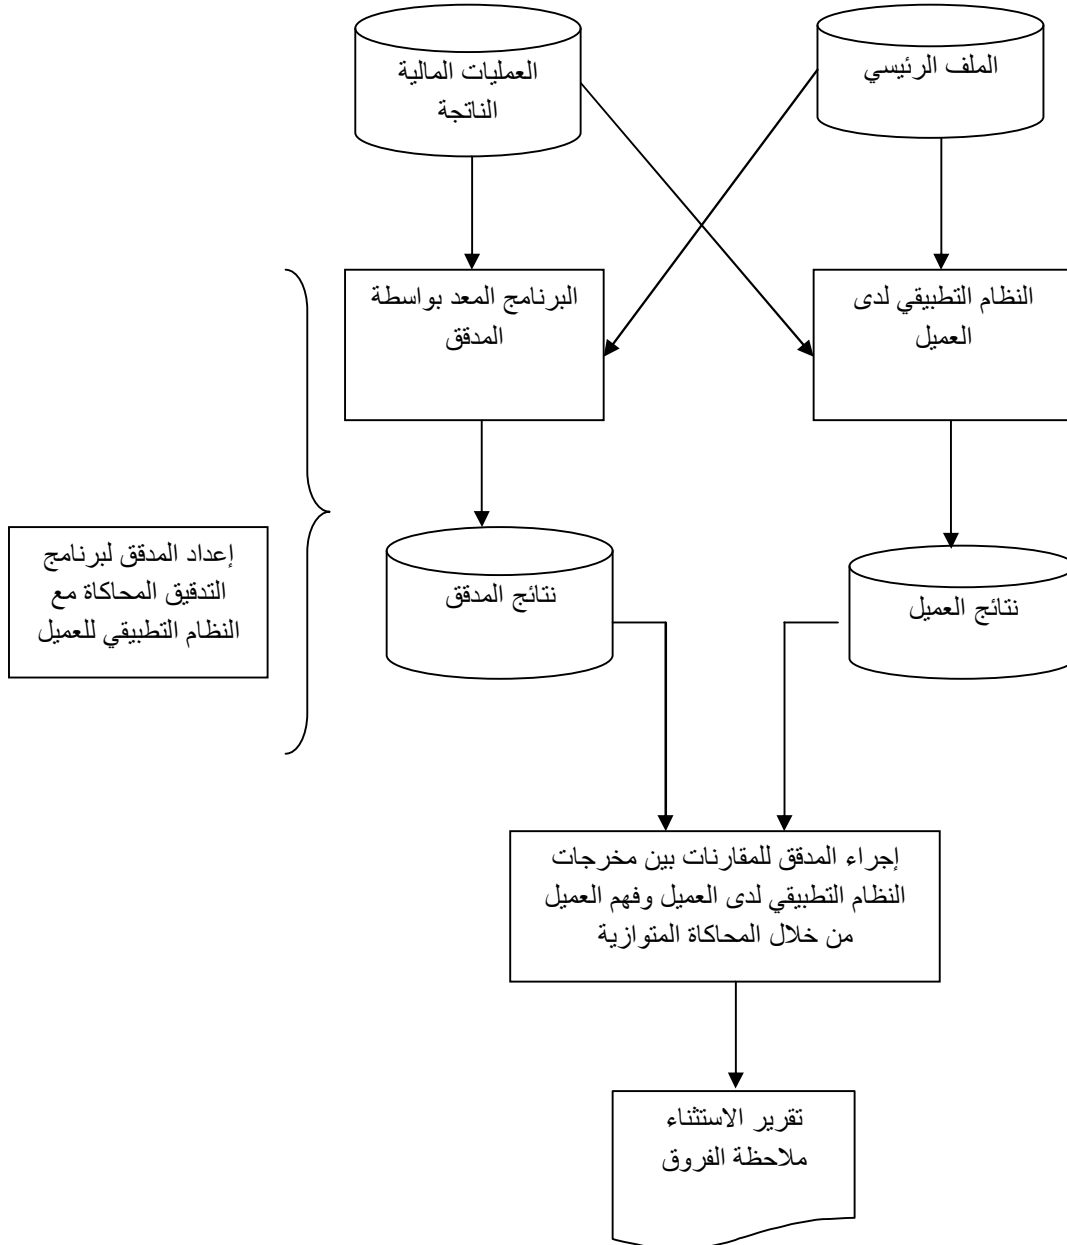 الملف الرئيسي
العمليات المالية
الناتجة
النظام التطبيقي لدى
العميل
البرنامج المعد بواسطة
المدقق
إعداد المدقق لبرنامج
التدقيق المحاكاة مع
النظام التطبيقي للعميل
نتائج العميل
نتائج المدقق
إجراء المدقق للمقارنات بين مخرجات
النظام التطبيقي لدى العميل وفهم العميل
من خلال المحاكاة المتوازية
تقرير الاستثناء
ملاحظة الفروق